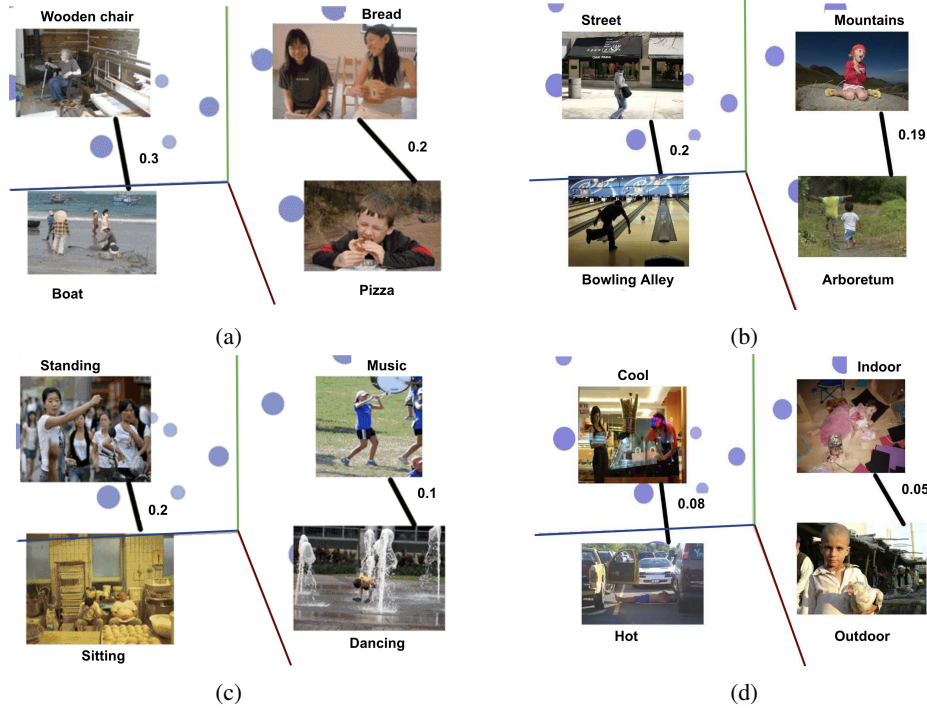 Wooden chair
Bread
0.3
0.2
Boat
Pizza
(a)
Street
Mountains
0.2
0.19
Bowling Alley
Arboretum
(b)
Standing
Music
0.2
0.1
Sitting
Dancing
(c)
Cool
Indoor
0.08
0.05
Hot
Outdoor
(d)